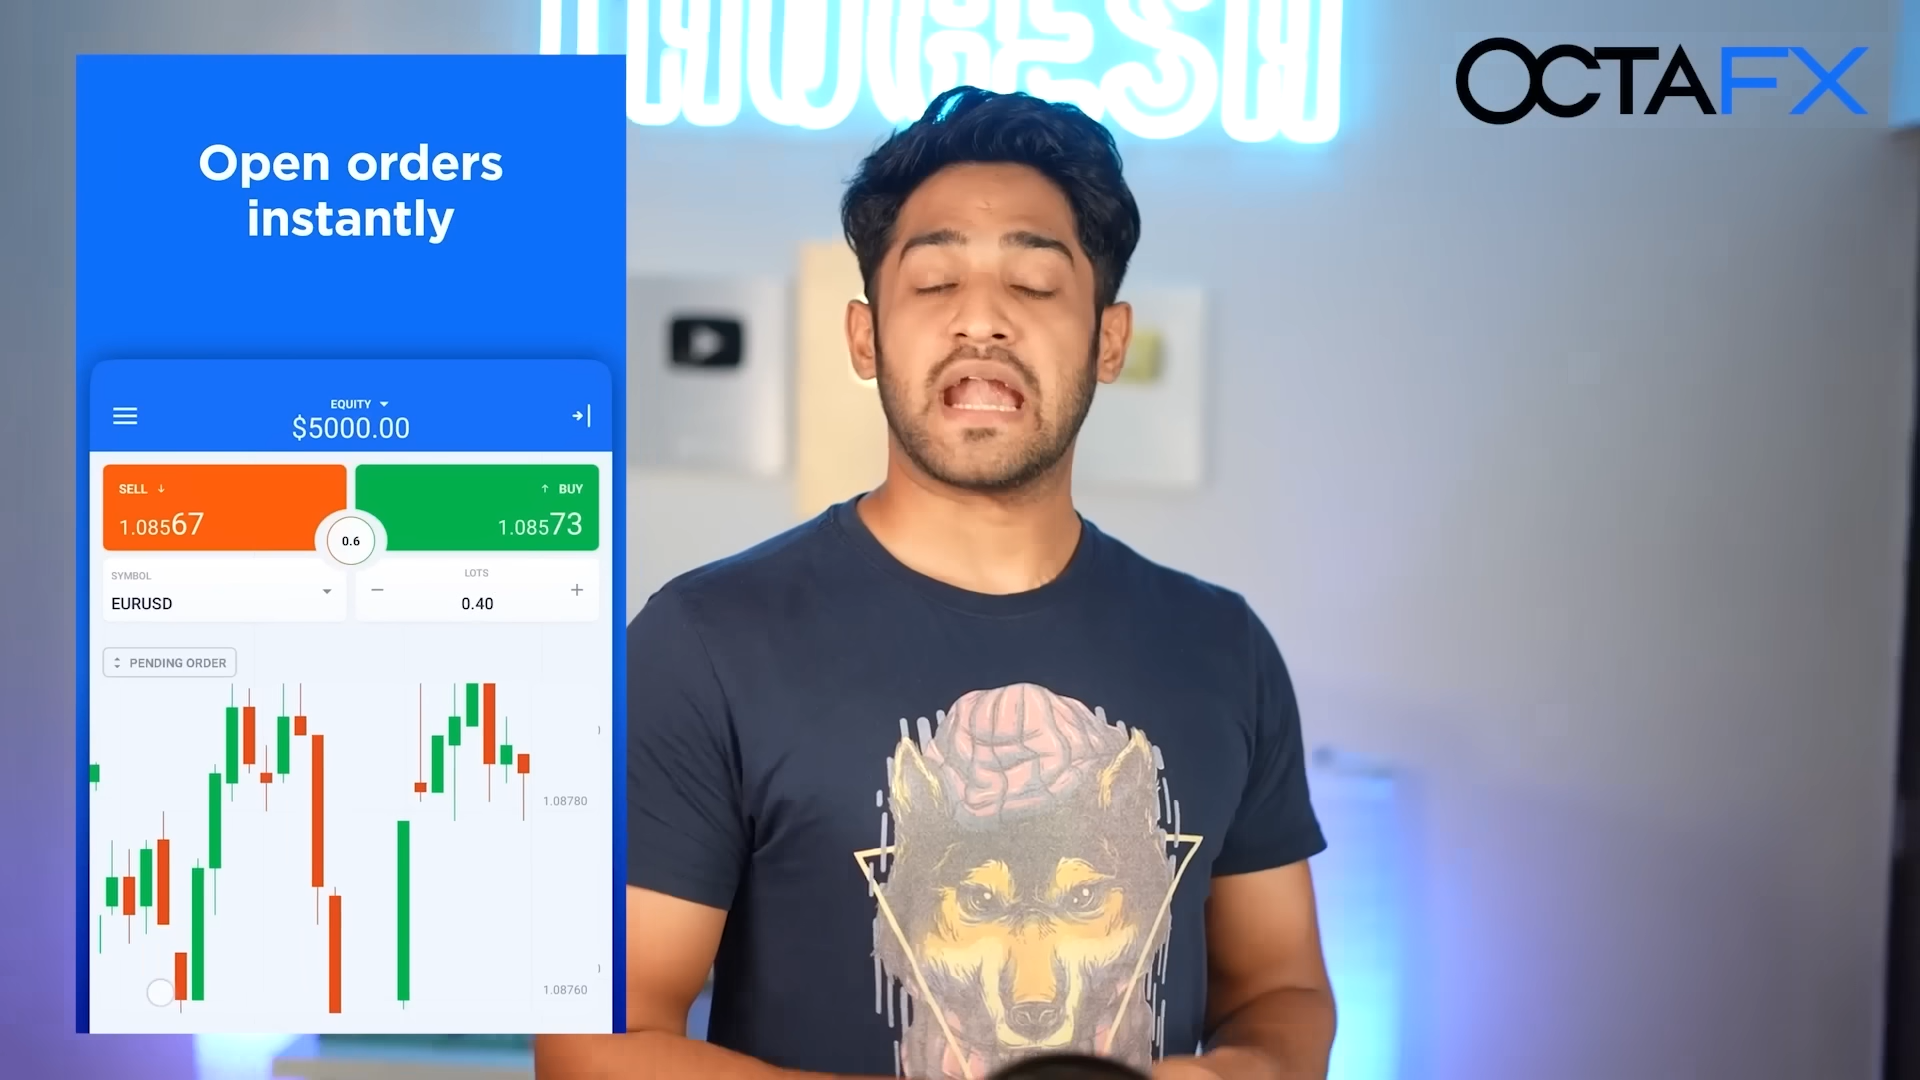 OCTAFX
Open orders
instantly
EQUITY
$5000.00
SELL ↓
1.08567
↑ BUY
1.08573
0.6
SYMBOL
EURUSD
LOTS
− +
0.40
PENDING ORDER
1.08780
1.08760